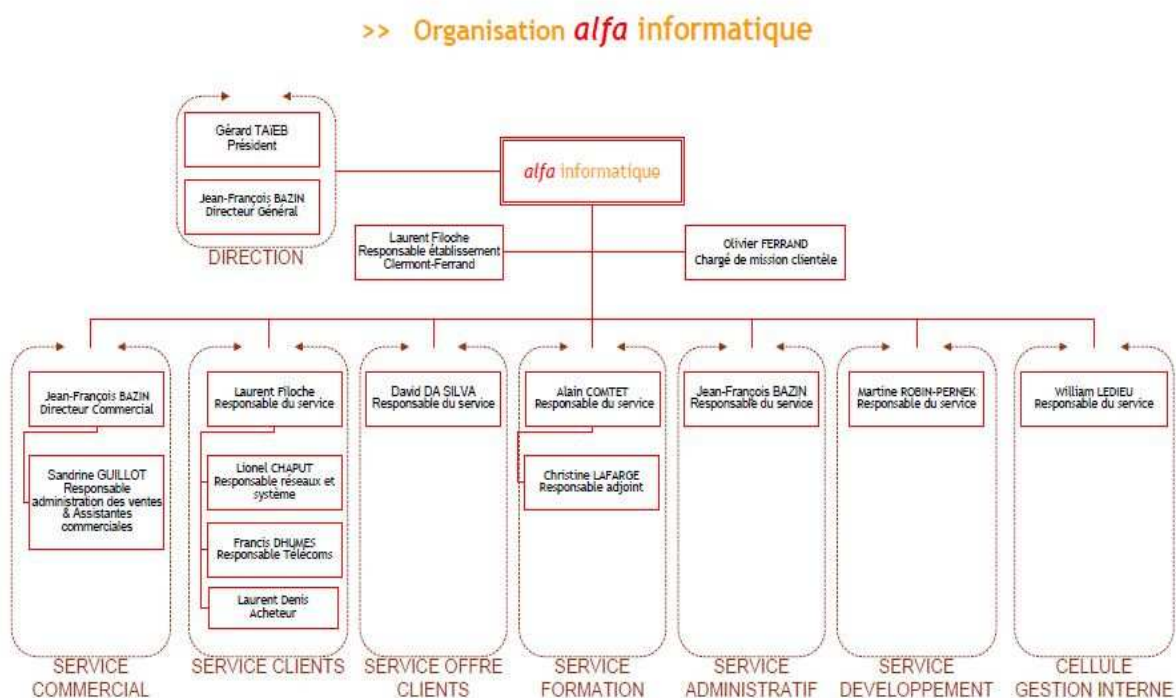 >> Organisation alfa informatique
Gérard TAïEB
Président
Jean-François BAZIN
Directeur Général
DIRECTION
alfa informatique
Laurent Filoche
Responsable établissement
Clermont-Ferrand
Olivier FERRAND
Chargé de mission clientèle
Jean-François BAZIN
Directeur Commercial
Sandrine GUILLOT
Responsable
administration des ventes
& Assistantes
commerciales
SERVICE
COMMERCIAL
Laurent Filoche
Responsable du service
Lionel CHAPUT
Responsable réseaux et
système
Francis DHUMES
Responsable Télécoms
Laurent Denis
Acheteur
SERVICE CLIENTS
David DA SILVA
Responsable du service
SERVICE OFFRE
CLIENTS
Alain COMTET
Responsable du service
Christine LAFARGE
Responsable adjoint
SERVICE
FORMATION
Jean-François BAZIN
Responsable du service
SERVICE
ADMINISTRATIF
Martine ROBIN-PERNEK
Responsable du service
SERVICE
DEVELOPPEMENT
William LEDIEU
Responsable du service
CELLULE
GESTION INTERNE